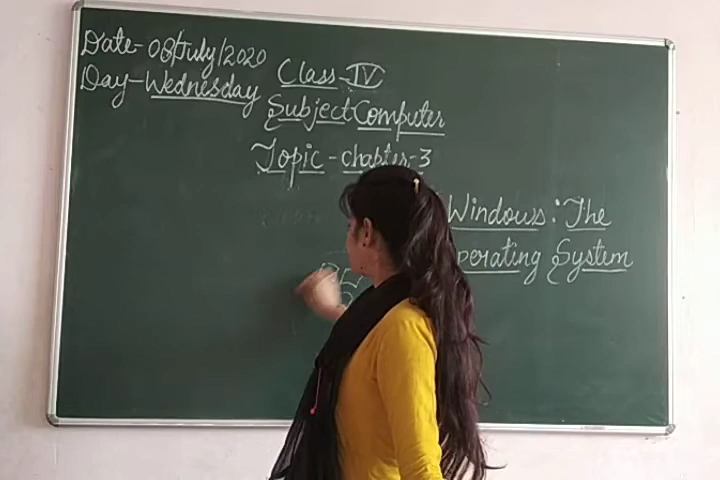 Date-08/July/2020
Day-Wednesday
Class-IV
Subject Computer
Topic-chapter-3
Windows: The
perating System